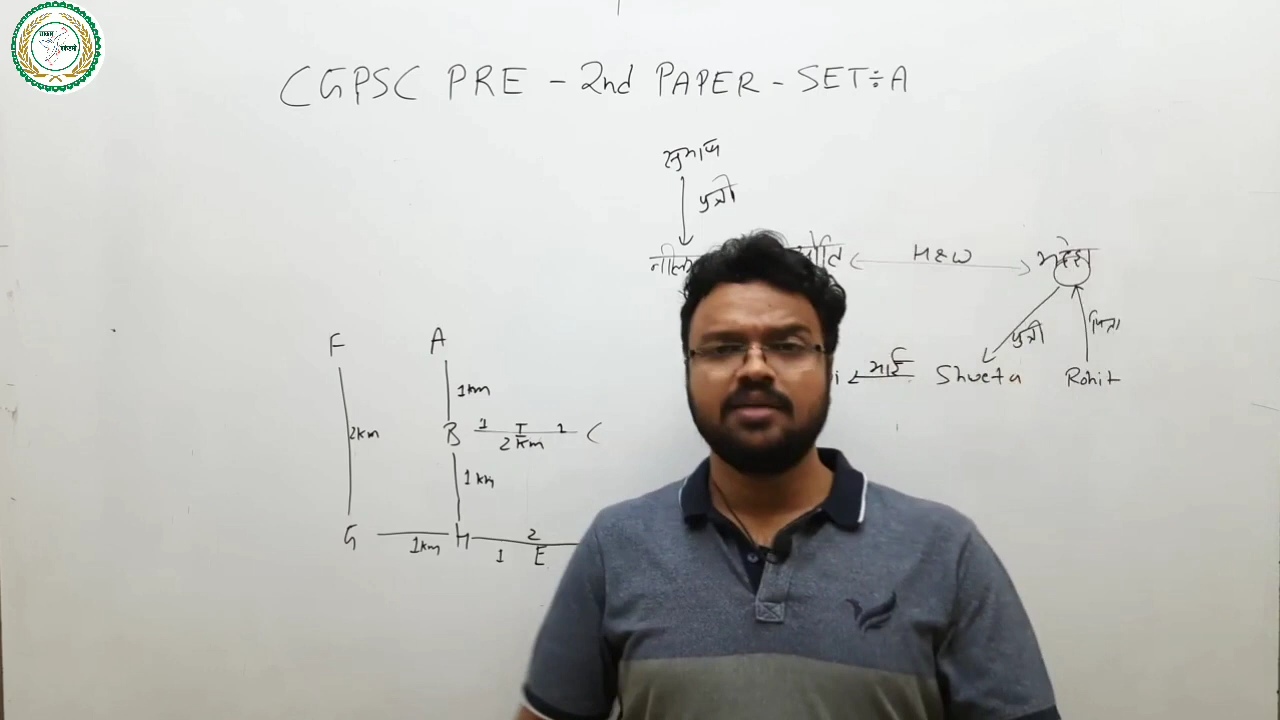 CGPSC PRE - 2nd PAPER - SET÷A
सुभाष
पुत्री
H & W
महेश
पुत्री
पिता
भाई
Shweta
Rohit
F
A
1km
2km
B
1
I
1
2km
C
1km
G
1km
H
2
1
E